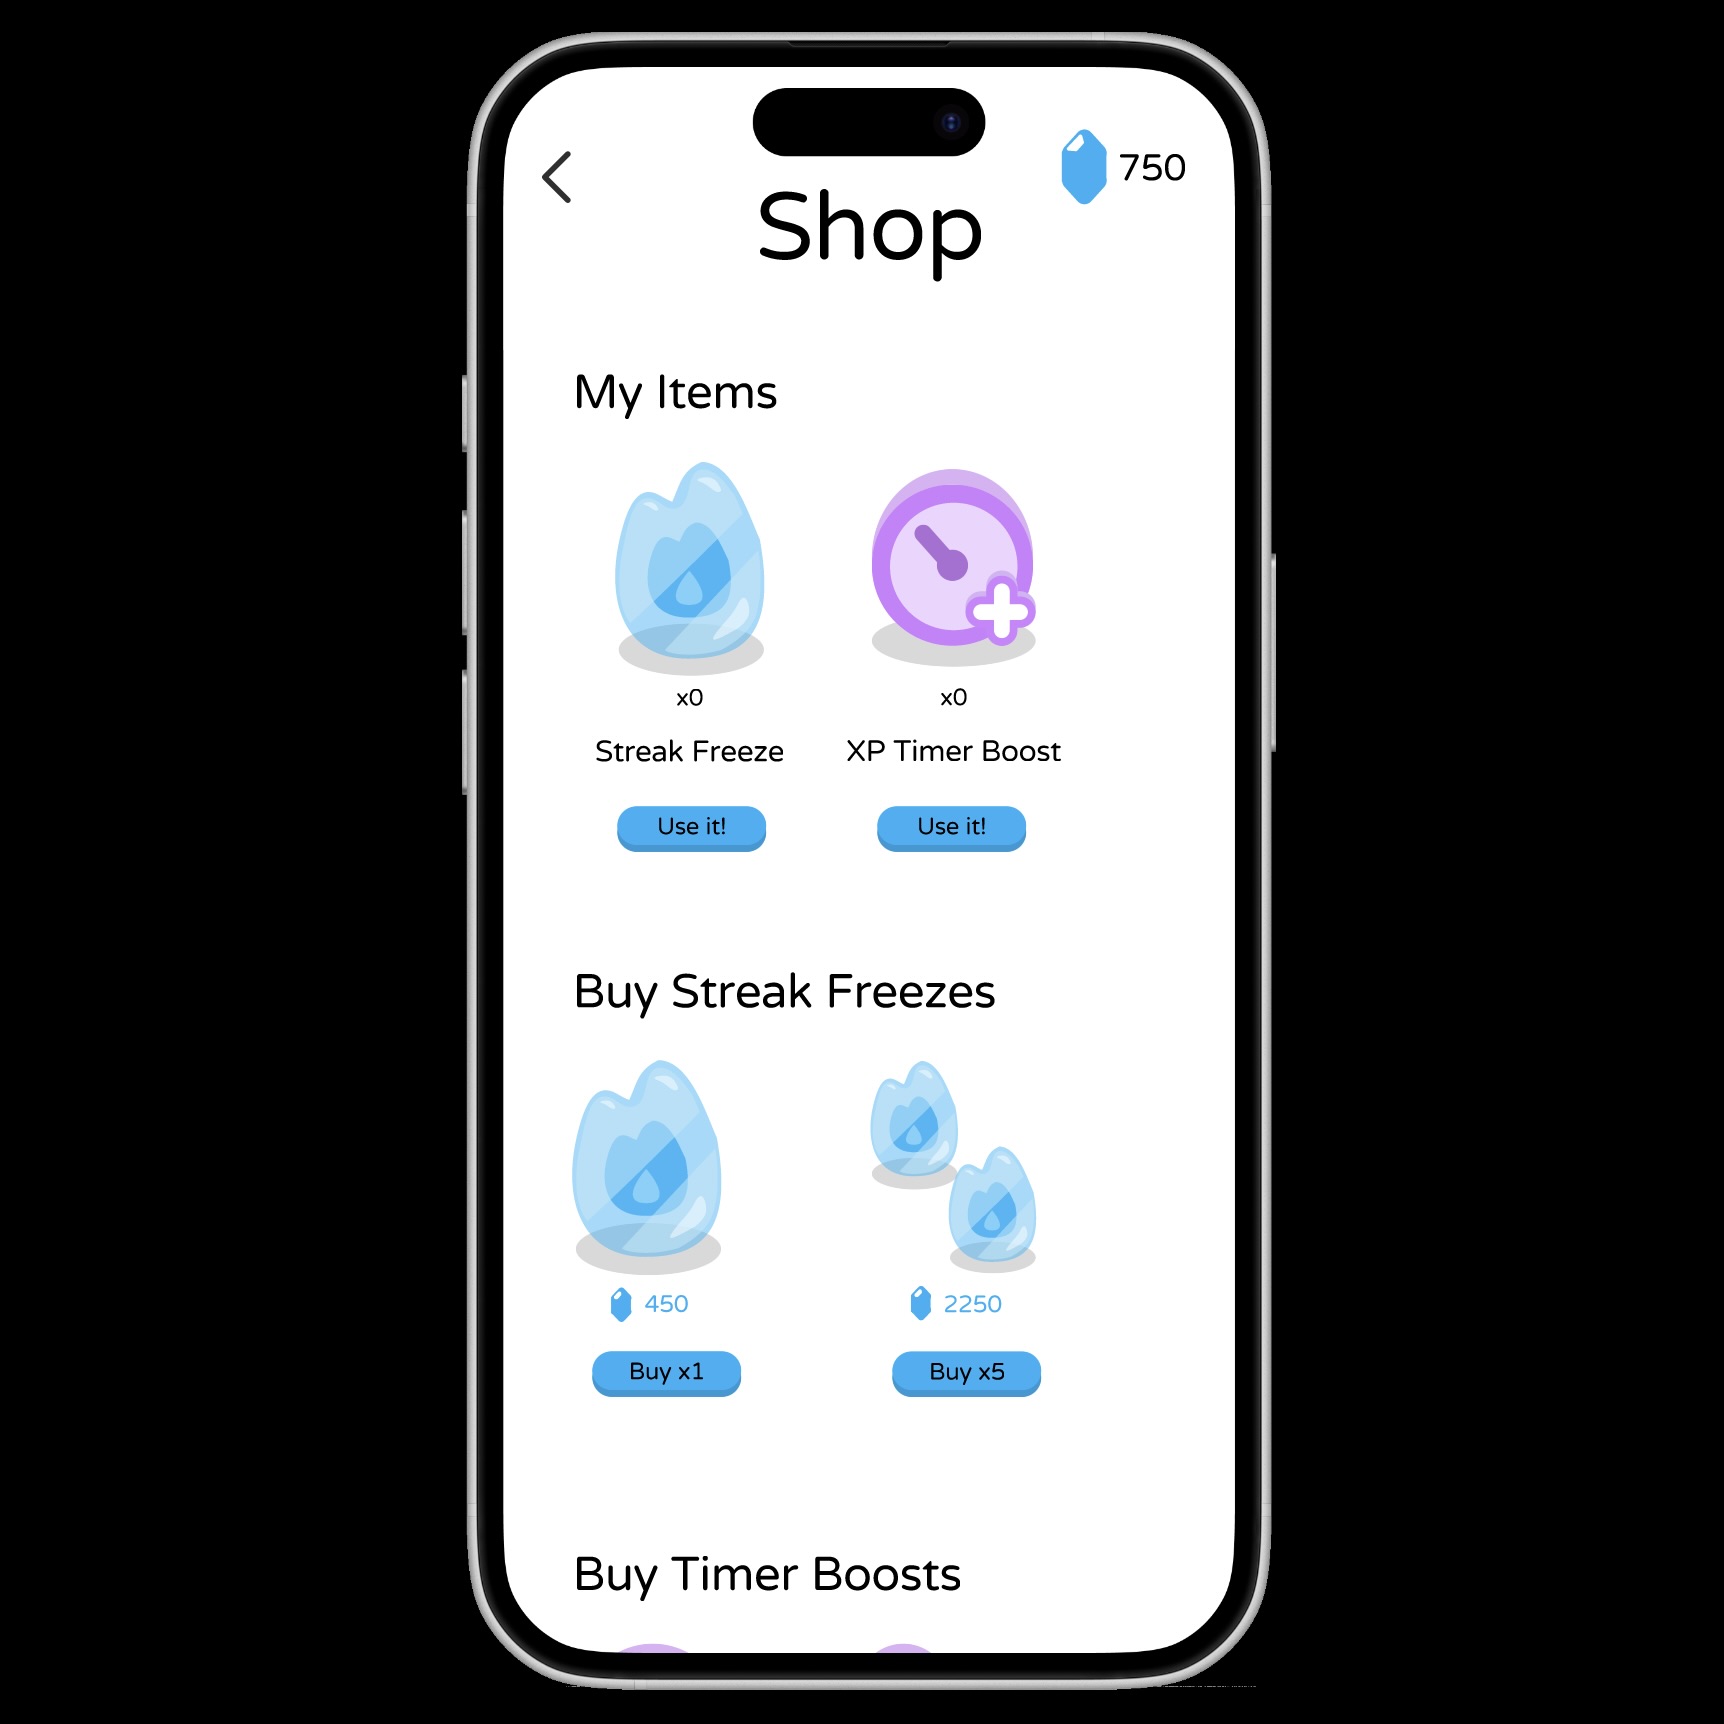 750
Shop
My Items
x0 x0
Streak Freeze XP Timer Boost
Use it! Use it!
Buy Streak Freezes
450 2250
Buy x1 Buy x5
Buy Timer Boosts